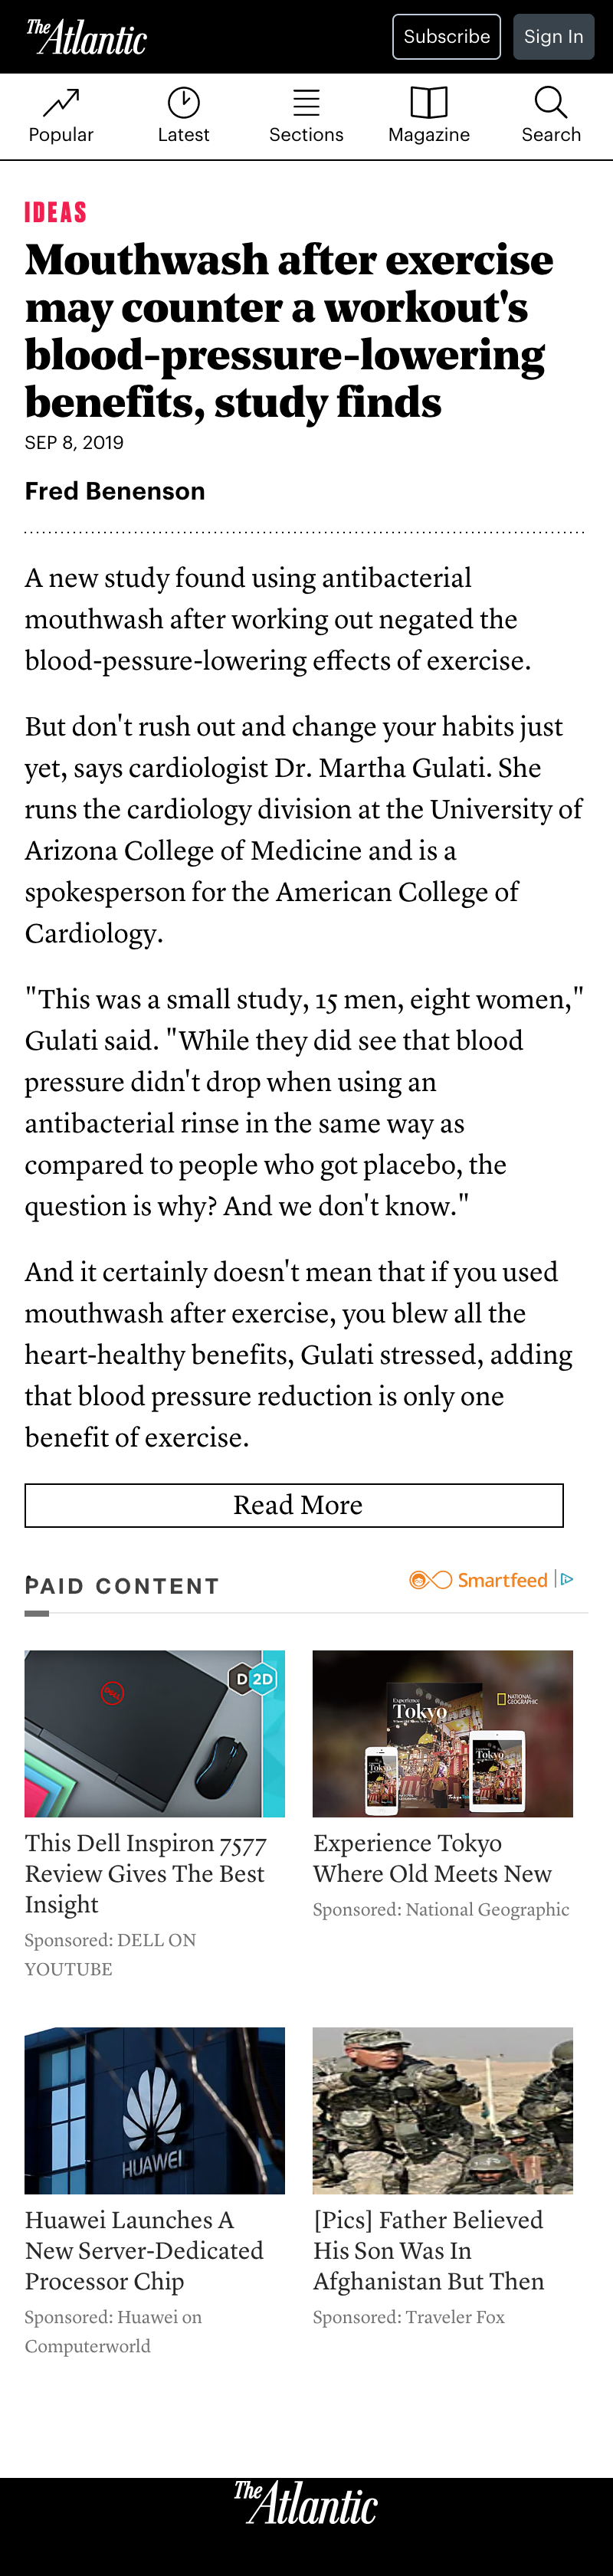 The Atlantic
Subscribe
Sign In
Popular
Latest
Sections
Magazine
Search
IDEAS
Mouthwash after exercise
may counter a workout's
blood-pressure-lowering
benefits, study finds
SEP 8, 2019
Fred Benenson
A new study found using antibacterial
mouthwash after working out negated the
blood-pessure-lowering effects of exercise.
But don't rush out and change your habits just
yet, says cardiologist Dr. Martha Gulati. She
runs the cardiology division at the University of
Arizona College of Medicine and is a
spokesperson for the American College of
Cardiology.
"This was a small study, 15 men, eight women,"
Gulati said. "While they did see that blood
pressure didn't drop when using an
antibacterial rinse in the same way as
compared to people who got placebo, the
question is why? And we don't know."
And it certainly doesn't mean that if you used
mouthwash after exercise, you blew all the
heart-healthy benefits, Gulati stressed, adding
that blood pressure reduction is only one
benefit of exercise.
Read More
PAID CONTENT
Smartfeed
DELL
D 2D
Experience
Tokyo
NATIONAL
GEOGRAPHIC
Tokyo
Tokyo
This Dell Inspiron 7577
Review Gives The Best
Insight
Sponsored: DELL ON
YOUTUBE
Experience Tokyo
Where Old Meets New
Sponsored: National Geographic
HUAWEI
Huawei Launches A
New Server-Dedicated
Processor Chip
Sponsored: Huawei on
Computerworld
[Pics] Father Believed
His Son Was In
Afghanistan But Then
Sponsored: Traveler Fox
The Atlantic